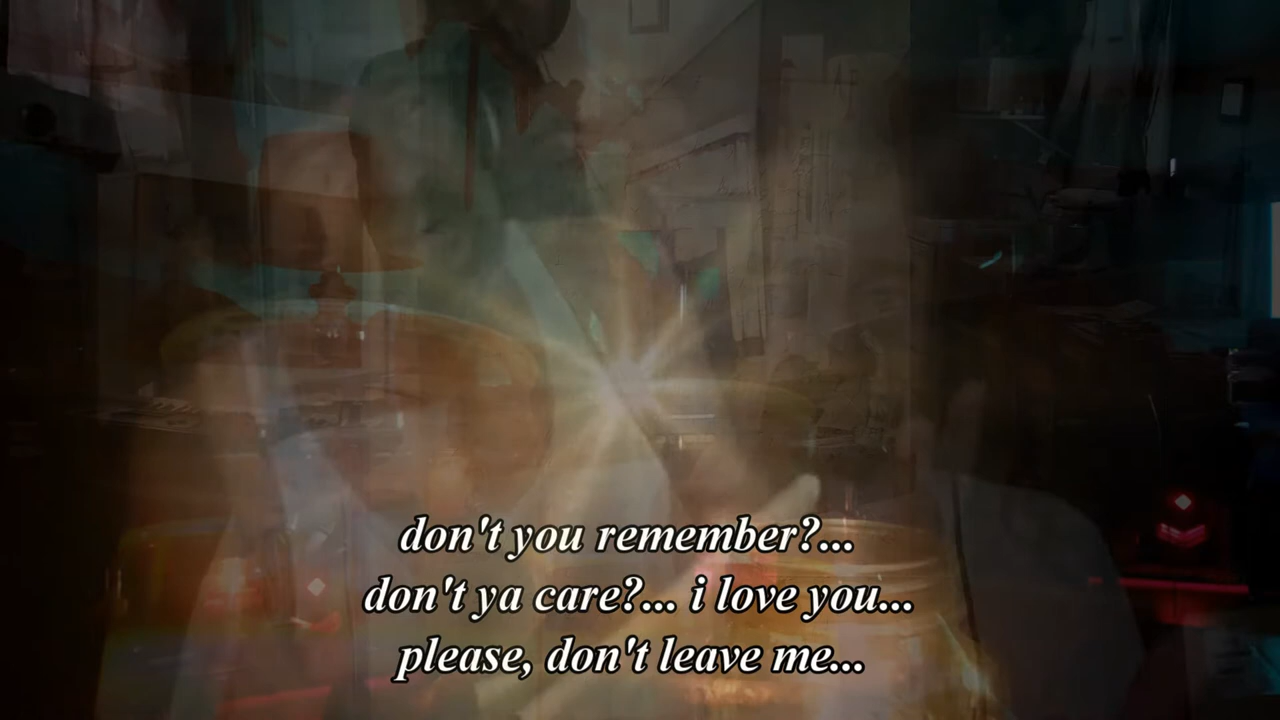 don't you remember?...
don't ya care?... i love you...
please, don't leave me...